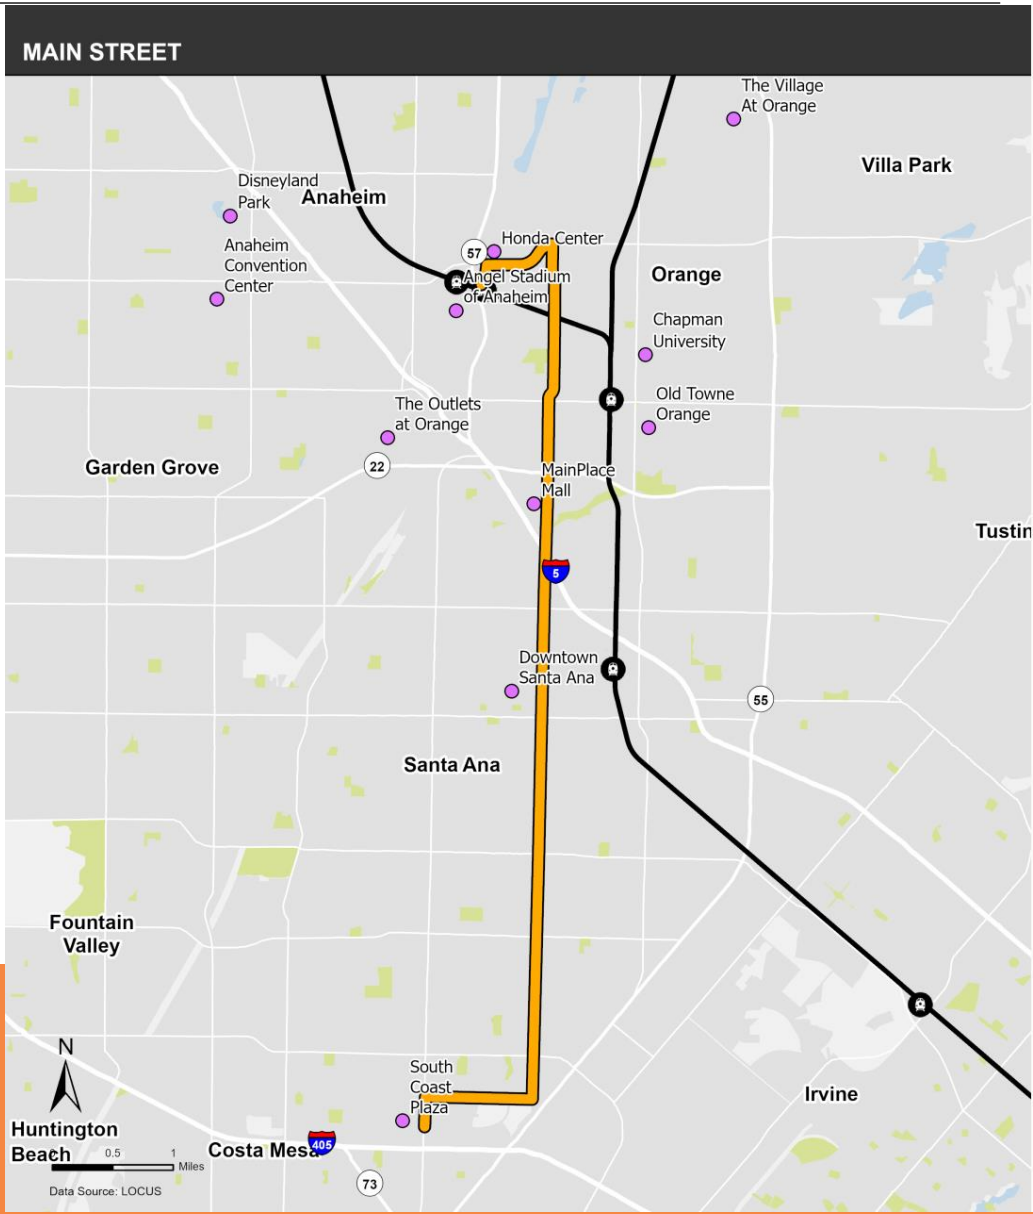 MAIN STREET
The Village
At Orange
Villa Park
Disneyland
Park
Anaheim
Anaheim
Convention
Center
57
Honda Center
Angel Stadium
of Anaheim
Orange
Chapman
University
Old Towne
Orange
The Outlets
at Orange
22
Garden Grove
MainPlace
Mall
Tustin
5
Downtown
Santa Ana
55
Santa Ana
Fountain
Valley
N
South
Coast
Plaza
Irvine
Huntington
Beach
0.5
1
Miles
Costa Mesa
405
73
Data Source: LOCUS